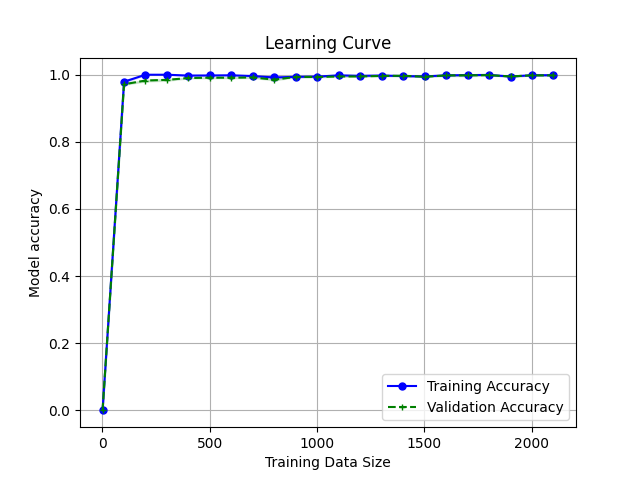 Learning Curve
1.0
0.8
0.6
0.4
0.2
0.0
Model accuracy
Training Accuracy
Validation Accuracy
0 500 1000 1500 2000
Training Data Size